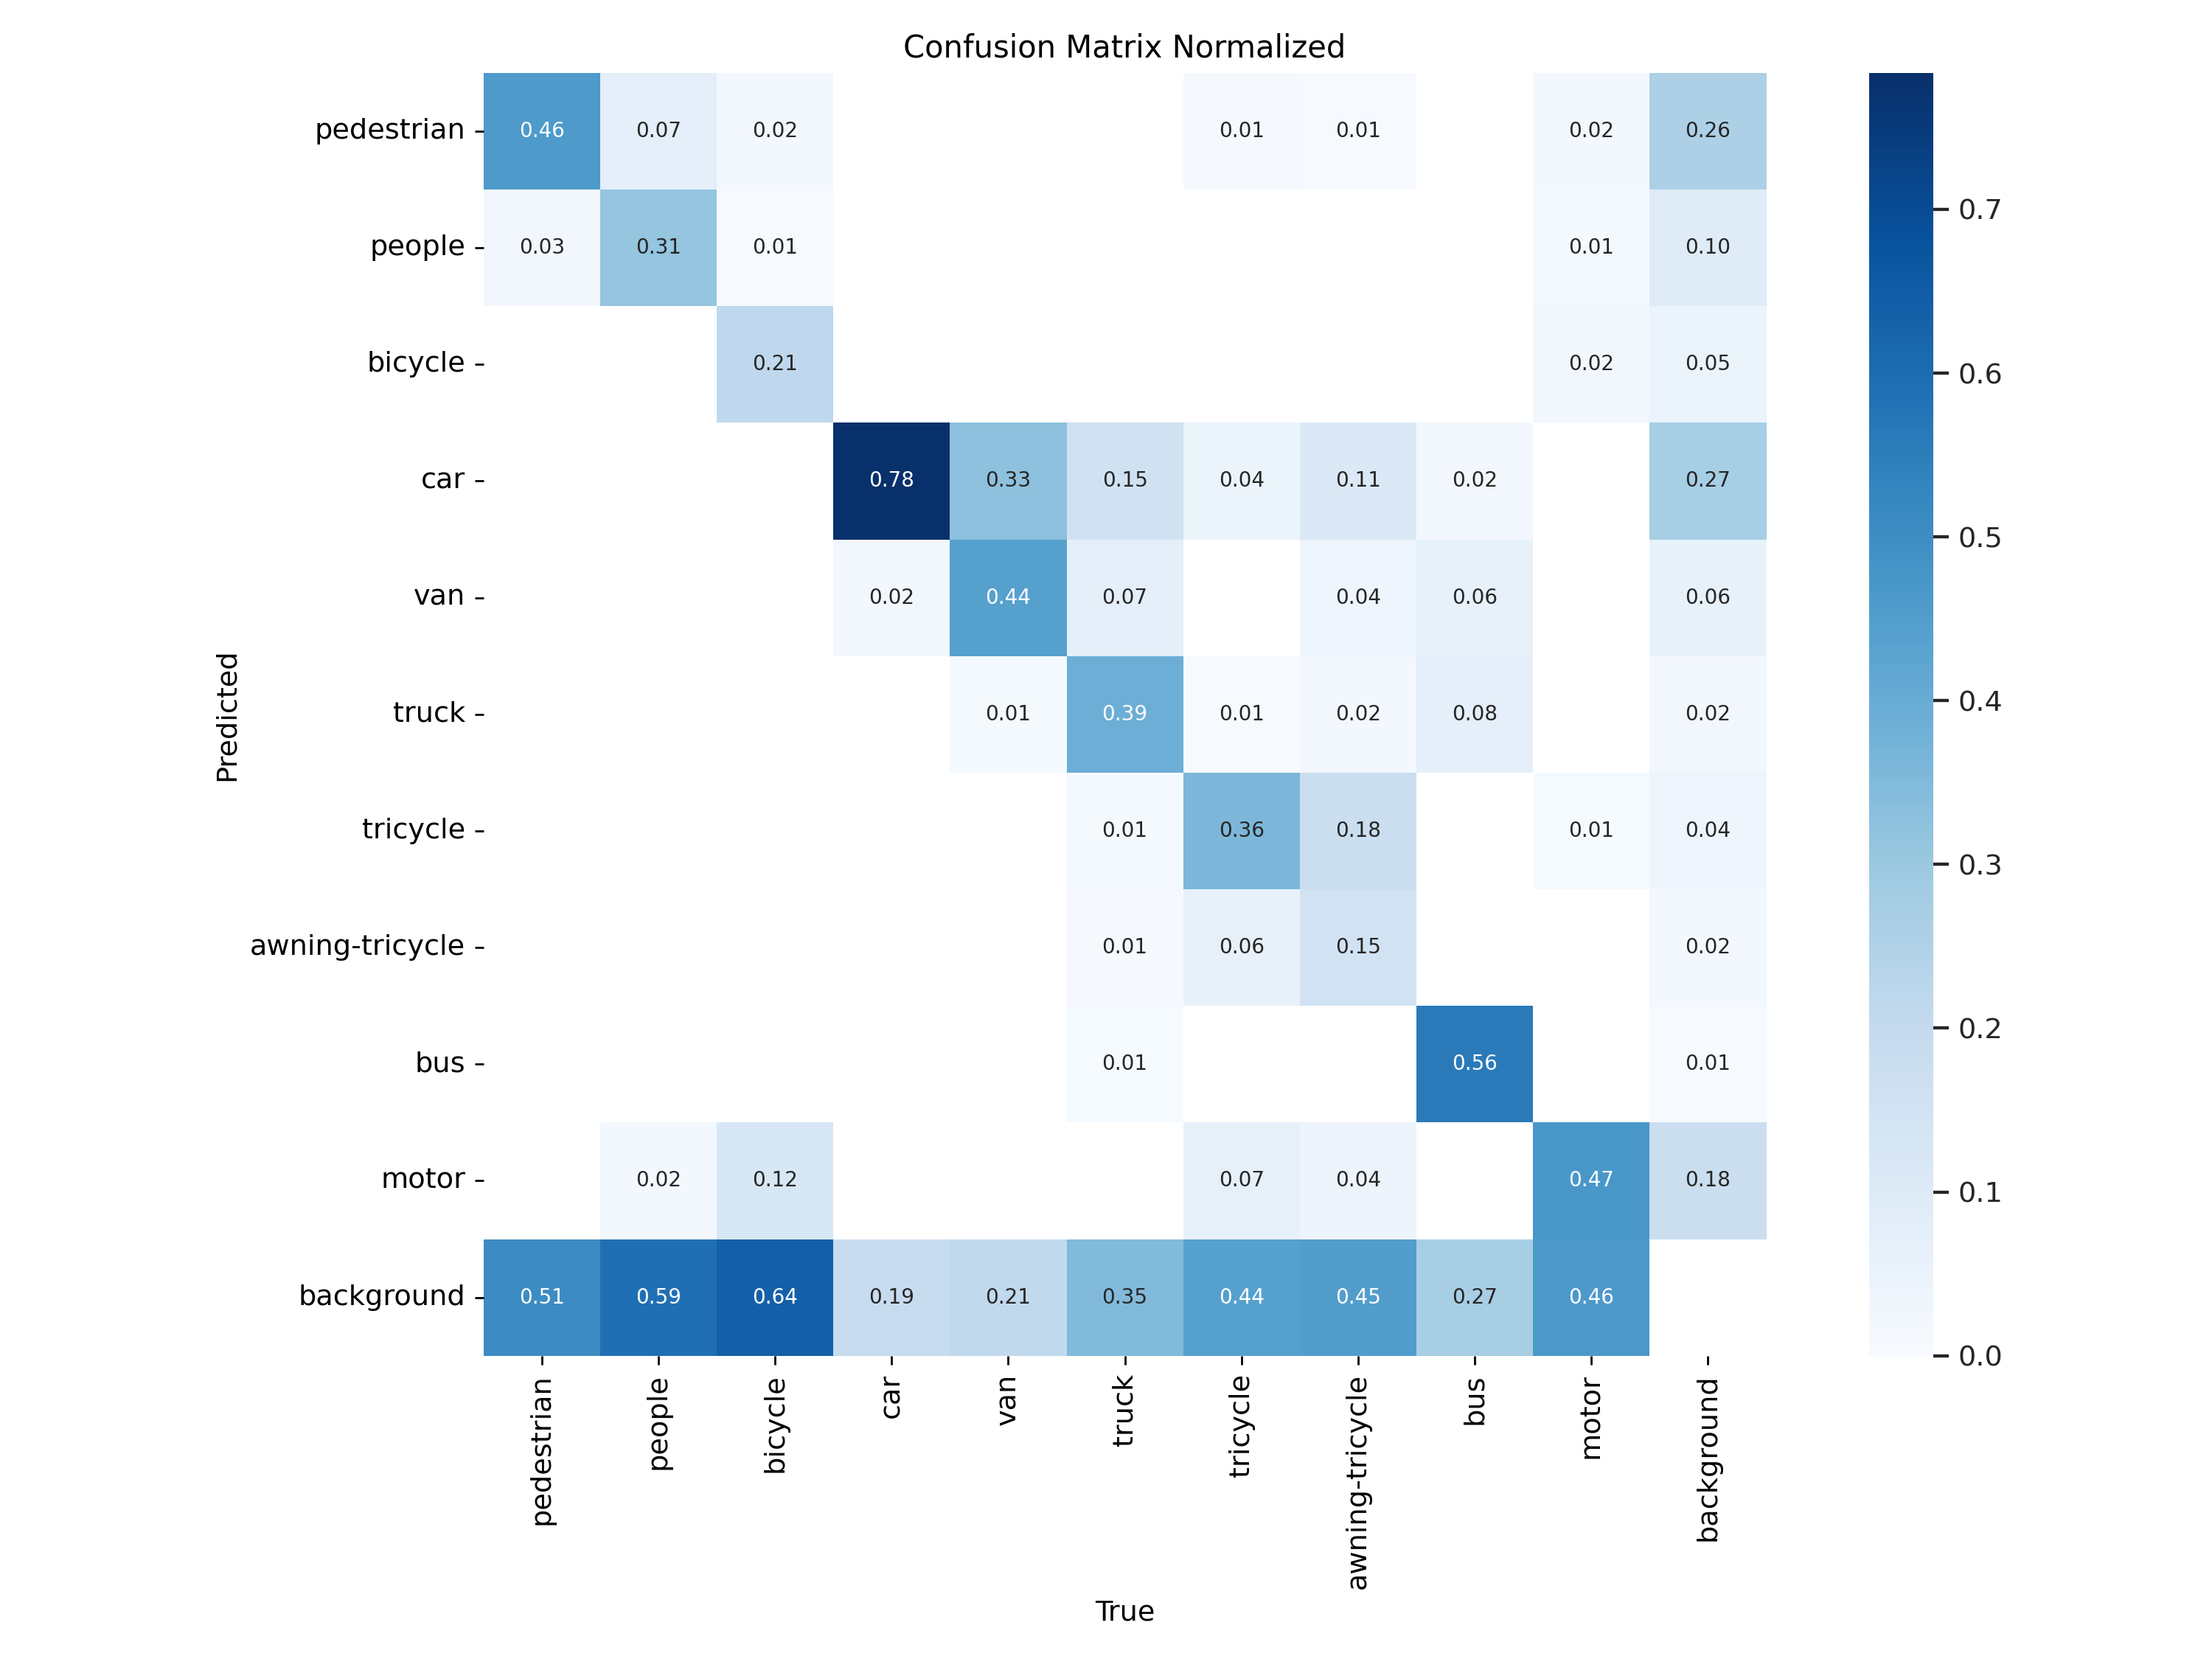 Confusion Matrix Normalized
pedestrian 0.46 0.07 0.02 0.01 0.01 0.02 0.26
people 0.03 0.31 0.01 0.01 0.10
bicycle 0.21 0.02 0.05
car 0.78 0.33 0.15 0.04 0.11 0.02 0.27
van 0.02 0.44 0.07 0.04 0.06 0.06
truck 0.01 0.39 0.01 0.02 0.08 0.02
tricycle 0.01 0.36 0.18 0.01 0.04
awning-tricycle 0.01 0.06 0.15 0.02
bus 0.01 0.56 0.01
motor 0.02 0.12 0.07 0.04 0.47 0.18
background 0.51 0.59 0.64 0.19 0.21 0.35 0.44 0.45 0.27 0.46
Predicted
pedestrian people bicycle car van truck tricycle awning-tricycle bus motor background
True
0.7
0.6
0.5
0.4
0.3
0.2
0.1
0.0